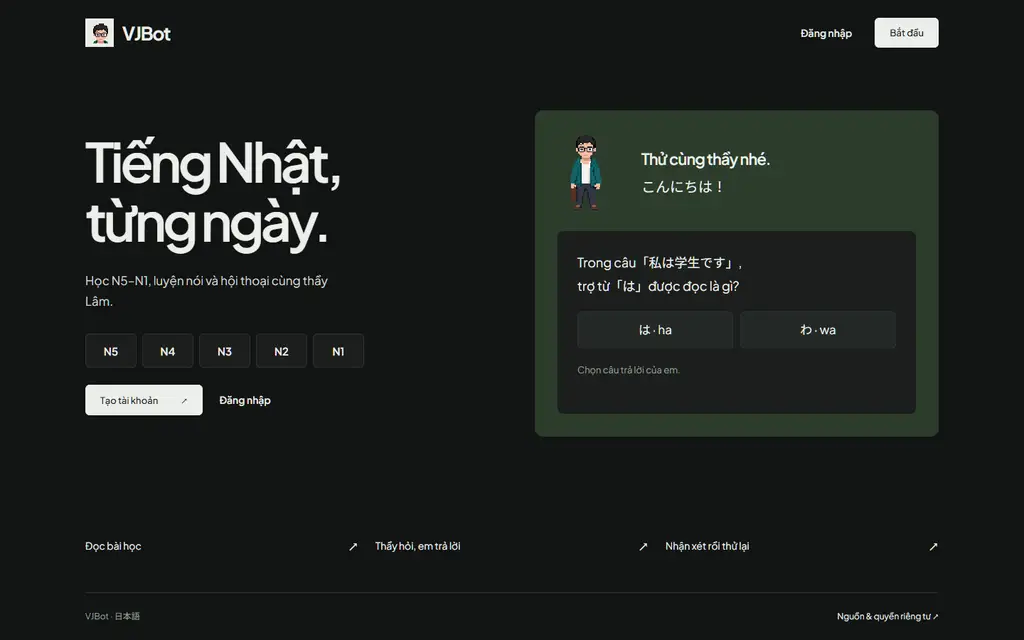 VJBot
Đăng nhập
Bắt đầu
Tiếng Nhật,
từng ngày.
Học N5–N1, luyện nói và hội thoại cùng thầy
Lâm.
N5
N4
N3
N2
N1
Tạo tài khoản ↗
Đăng nhập
Thử cùng thầy nhé.
こんにちは！
Trong câu「私は学生です」,
trợ từ「は」được đọc là gì?
は · ha
わ · wa
Chọn câu trả lời của em.
Đọc bài học ↗
Thầy hỏi, em trả lời ↗
Nhận xét rồi thử lại ↗
VJBot · 日本語
Nguồn & quyền riêng tư ↗